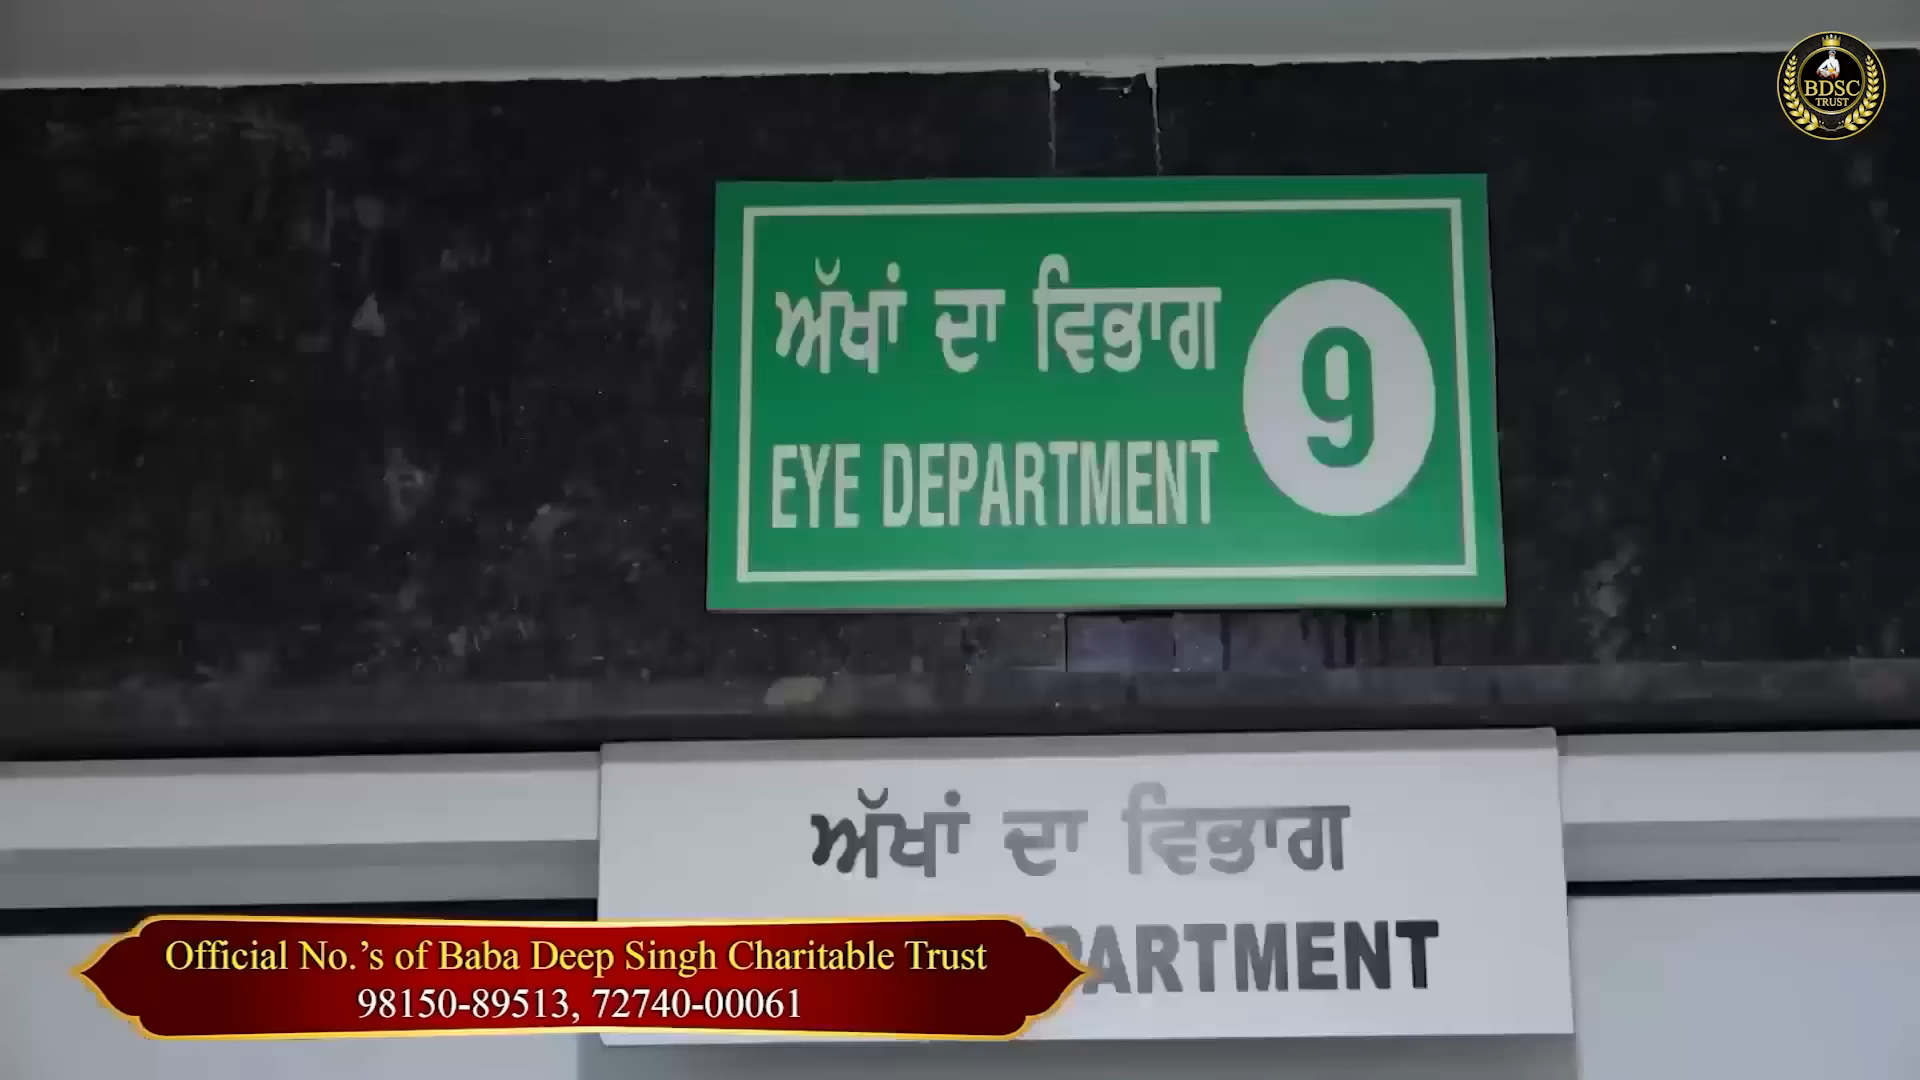 BDSC
TRUST
ਅੱਖਾਂ ਦਾ ਵਿਭਾਗ
EYE DEPARTMENT
9
ਅੱਖਾਂ ਦਾ ਵਿਭਾਗ
PARTMENT
Official No.'s of Baba Deep Singh Charitable Trust
98150-89513, 72740-00061